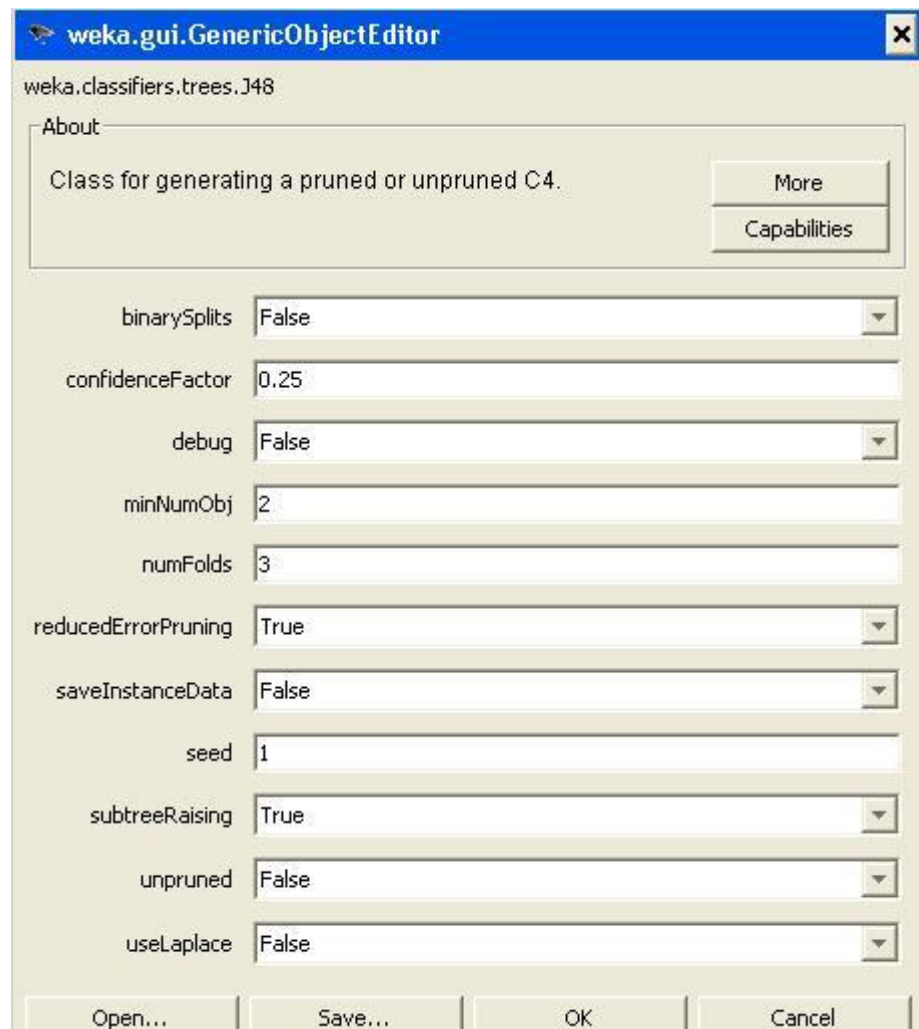 weka.gui.GenericObjectEditor
weka.classifiers.trees.J48
About
Class for generating a pruned or unpruned C4.
More
Capabilities
binarySplits False
confidenceFactor 0.25
debug False
minNumObj 2
numFolds 3
reducedErrorPruning True
saveInstanceData False
seed 1
subtreeRaising True
unpruned False
useLaplace False
Open... Save... OK Cancel